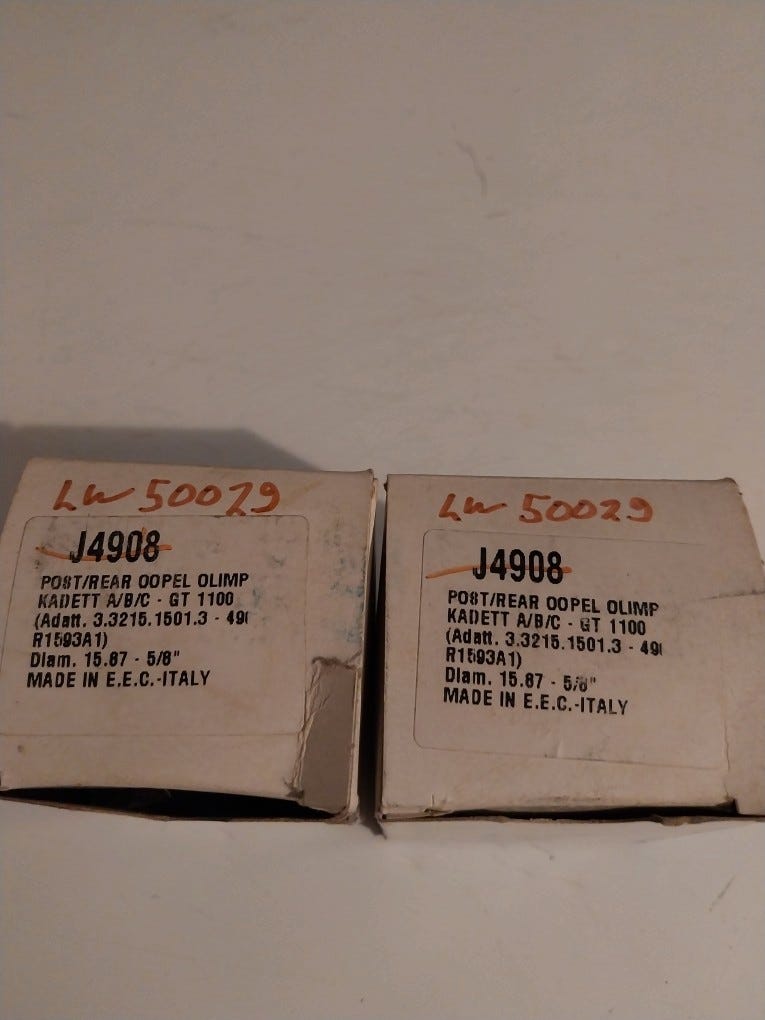 LW 50029
J4908
POST/REAR OOPEL OLIMP
KADETT A/B/C - GT 1100
(Adatt. 3.3215.1501.3 - 49
R1593A1)
Diam. 15.87 - 5/8"
MADE IN E.E.C.-ITALY
LW 50029
J4908
POST/REAR OOPEL OLIMP
KADETT A/B/C - GT 1100
(Adatt. 3.3215.1501.3 - 49
R1593A1)
Diam. 15.87 - 5/8"
MADE IN E.E.C.-ITALY